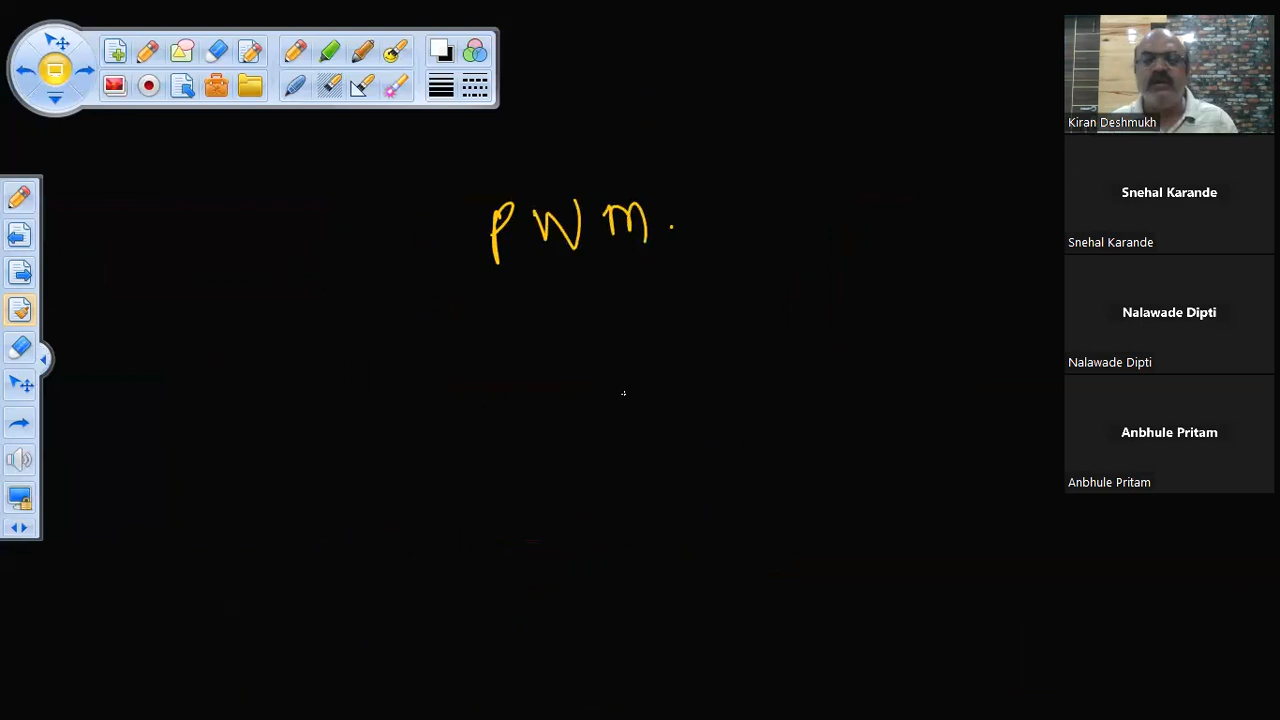 PWM.
Kiran Deshmukh
Snehal Karande
Snehal Karande
Nalawade Dipti
Nalawade Dipti
Anbhule Pritam
Anbhule Pritam